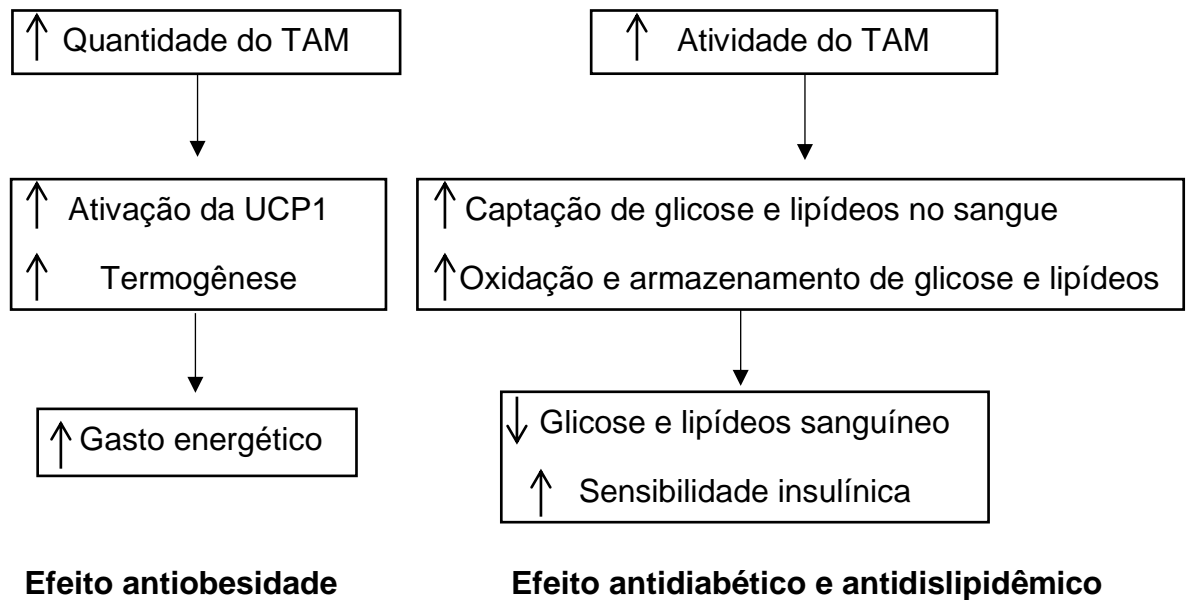 ↑ Quantidade do TAM
↑ Atividade do TAM
↑ Ativação da UCP1
↑ Termogênese
↑ Captação de glicose e lipídeos no sangue
↑ Oxidação e armazenamento de glicose e lipídeos
↑ Gasto energético
↓ Glicose e lipídeos sanguíneo
↑ Sensibilidade insulínica
Efeito antiobesidade
Efeito antidiabético e antidislipidêmico